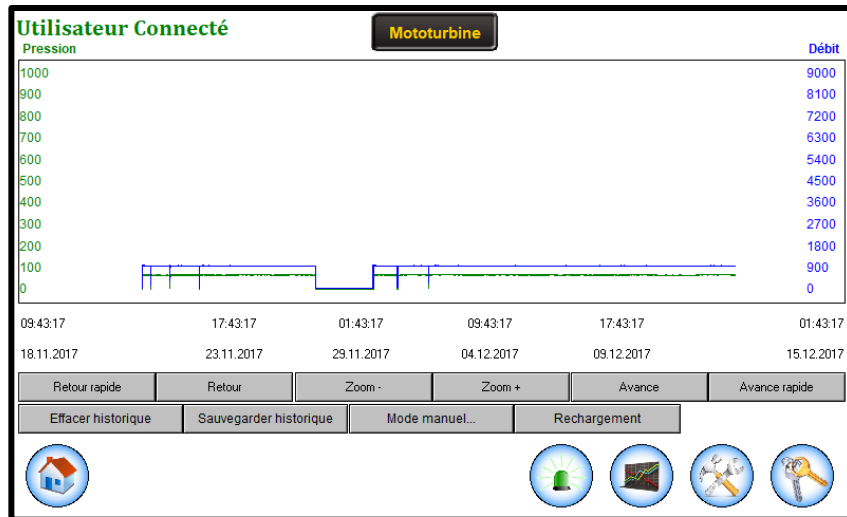 Utilisateur Connecté
Mototurbine
Pression Débit
1000 9000
900 8100
800 7200
700 6300
600 5400
500 4500
400 3600
300 2700
200 1800
100 900
0 0
09:43:17 17:43:17 01:43:17 09:43:17 17:43:17 01:43:17
18.11.2017 23.11.2017 29.11.2017 04.12.2017 09.12.2017 15.12.2017
Retour rapide Retour Zoom - Zoom + Avance Avance rapide
Effacer historique Sauvegarder historique Mode manuel... Rechargement